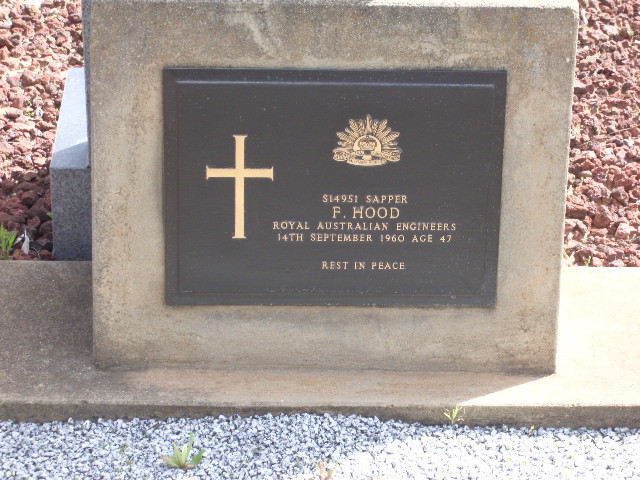 S14951 SAPPER
F. HOOD
ROYAL AUSTRALIAN ENGINEERS
14TH SEPTEMBER 1960 AGE 47
REST IN PEACE